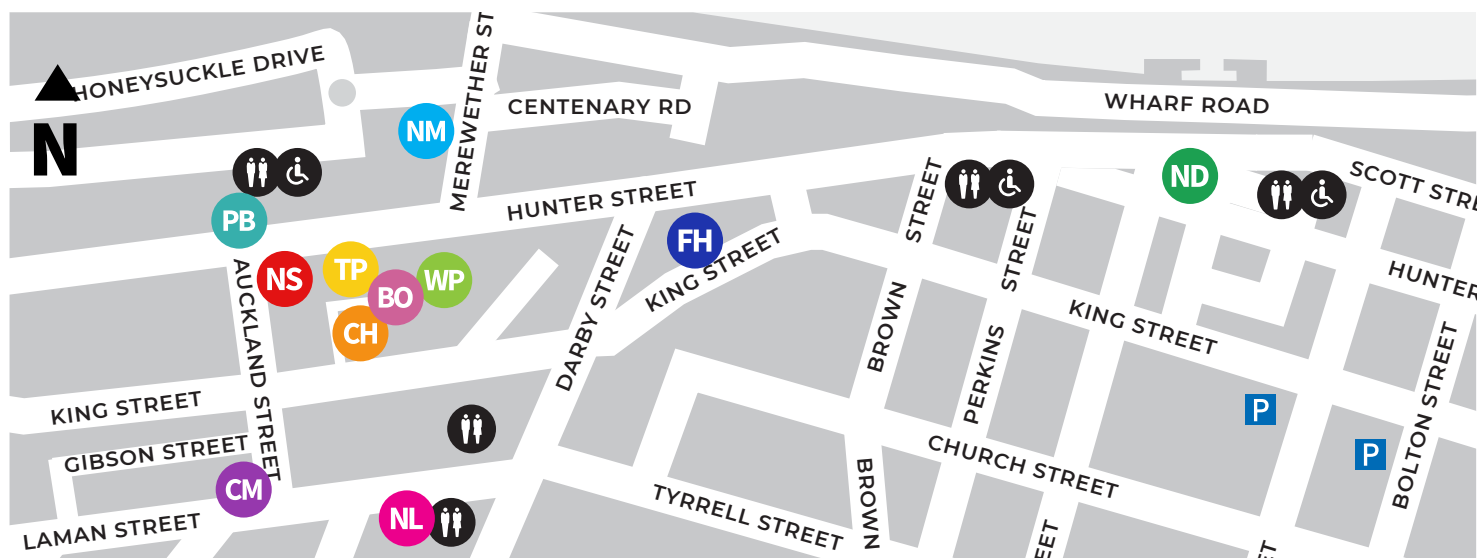 HONEYSUCKLE DRIVE
N
MEREWETHER ST
NM
CENTENARY RD
WHARF ROAD
PB
HUNTER STREET
FH
KING STREET
BROWN STREET
PERKINS STREET
ND
SCOTT STRE
HUNTER
NS
TP
BO
WP
CH
AUCKLAND STREET
DARBY STREET
KING STREET
KING STREET
P
P
BOLTON STREET
GIBSON STREET
CM
LAMAN STREET
NL
TYRRELL STREET
BROWN
CHURCH STREET
EET
ET